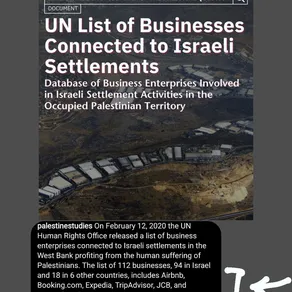 DOCUMENT
UN List of Businesses
Connected to Israeli
Settlements
Database of Business Enterprises Involved
in Israeli Settlement Activities in the
Occupied Palestinian Territory
palestinestudies On February 12, 2020 the UN
Human Rights Office released a list of business
enterprises connected to Israeli settlements in the
West Bank profiting from the human suffering of
Palestinians. The list of 112 businesses, 94 in Israel
and 18 in 6 other countries, includes Airbnb,
Booking.com, Expedia, TripAdvisor, JCB, and